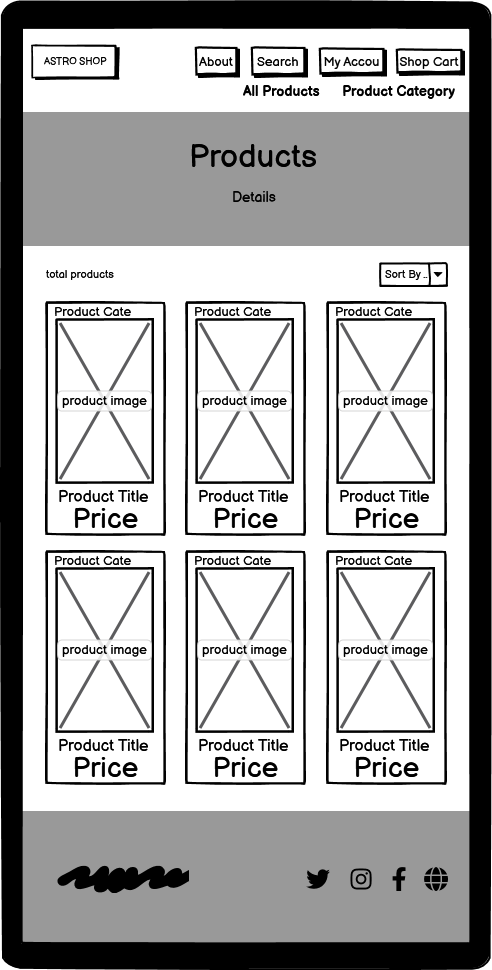 ASTRO SHOP About Search My Accou Shop Cart
All Products Product Category
Products
Details
total products Sort By ..
Product Cate Product Cate Product Cate
product image product image product image
Product Title Product Title Product Title
Price Price Price
Product Cate Product Cate Product Cate
product image product image product image
Product Title Product Title Product Title
Price Price Price